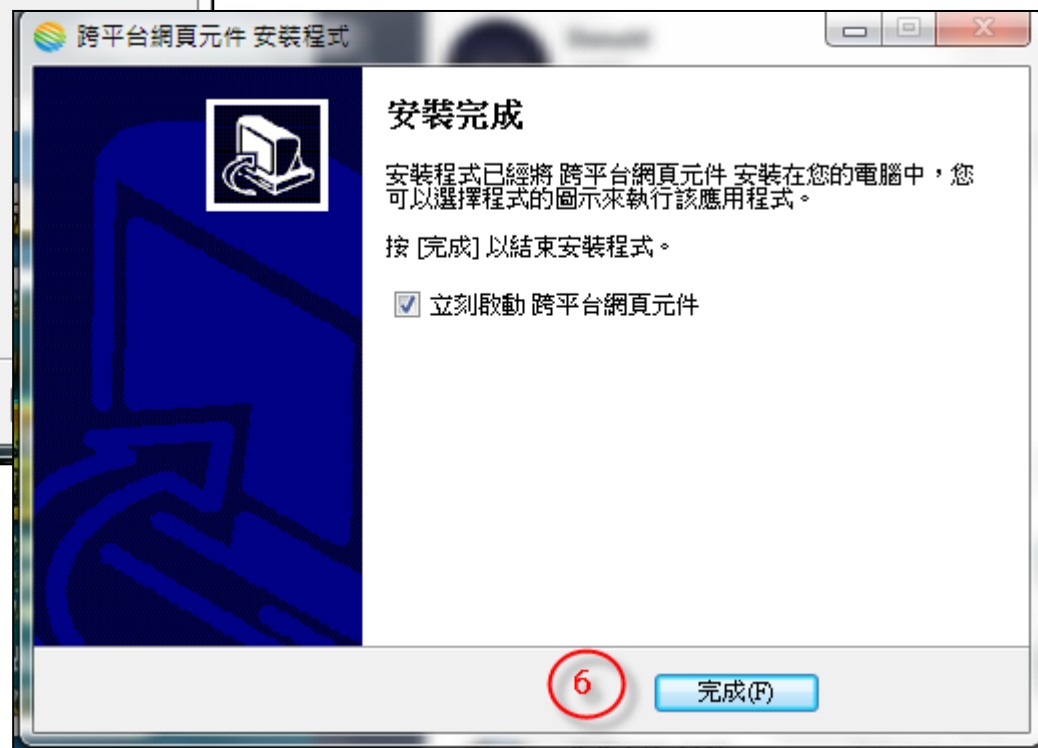 跨平台網頁元件 安裝程式
安裝完成
安裝程式已經將 跨平台網頁元件 安裝在您的電腦中，您
可以選擇程式的圖示來執行該應用程式。
按 [完成] 以結束安裝程式。
立刻啟動 跨平台網頁元件
6
完成(F)